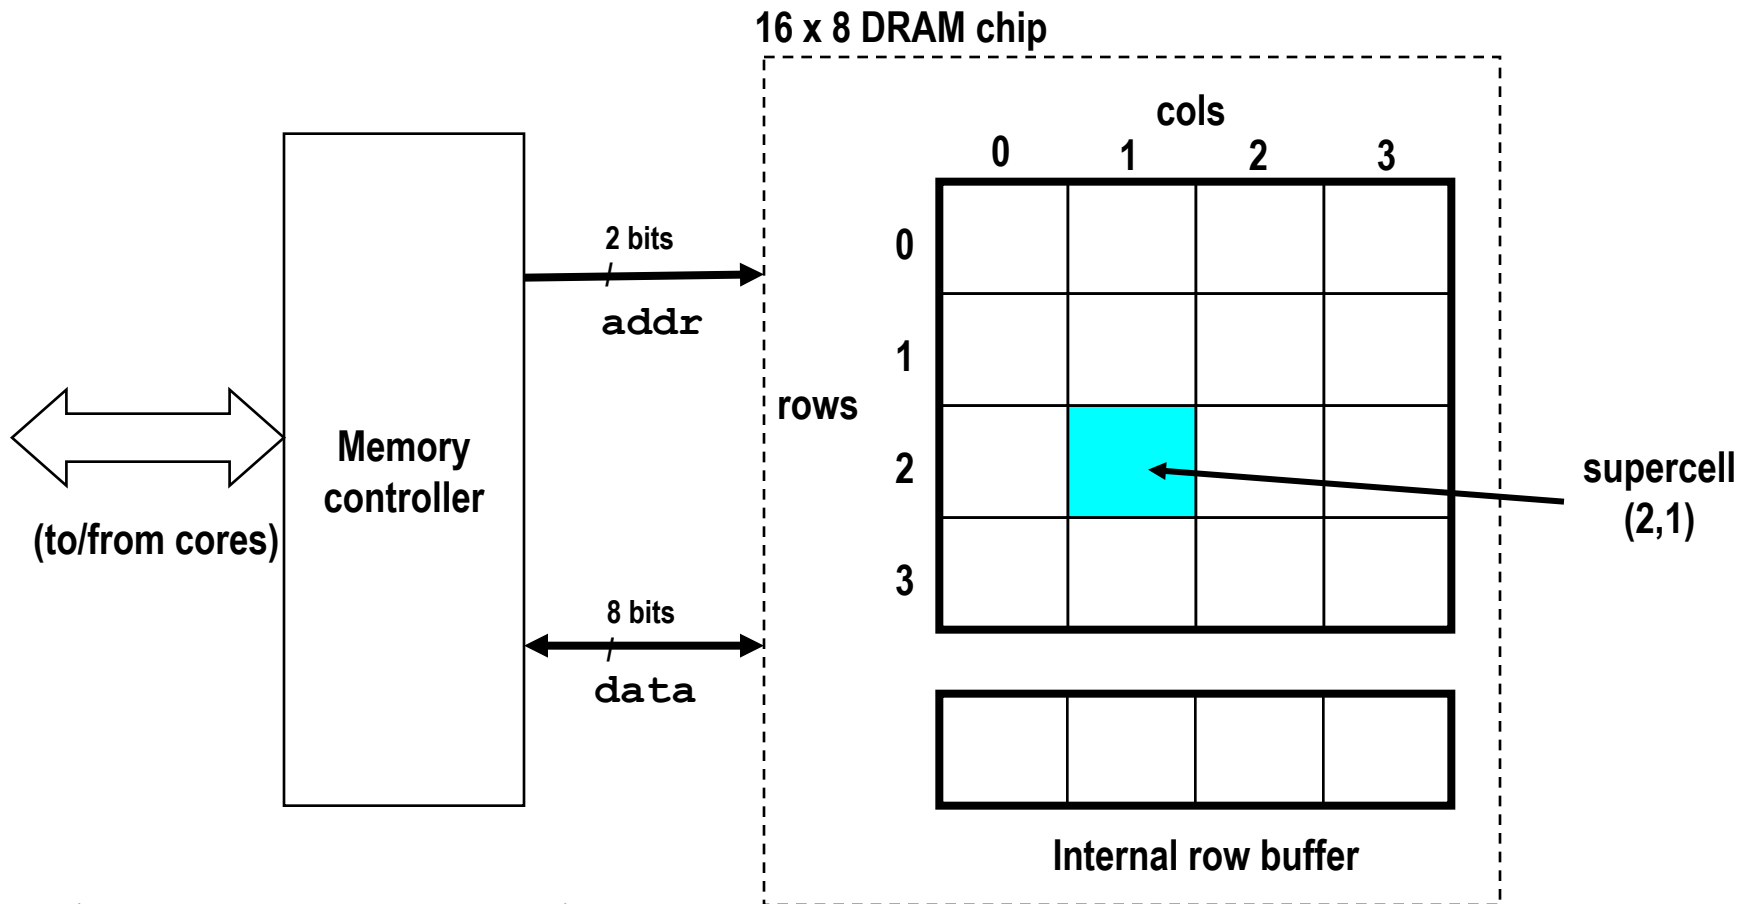 16 x 8 DRAM chip
cols
0 1 2 3
2 bits
addr
0
1
rows
2
3
Memory
controller
(to/from cores)
supercell
(2,1)
8 bits
data
Internal row buffer